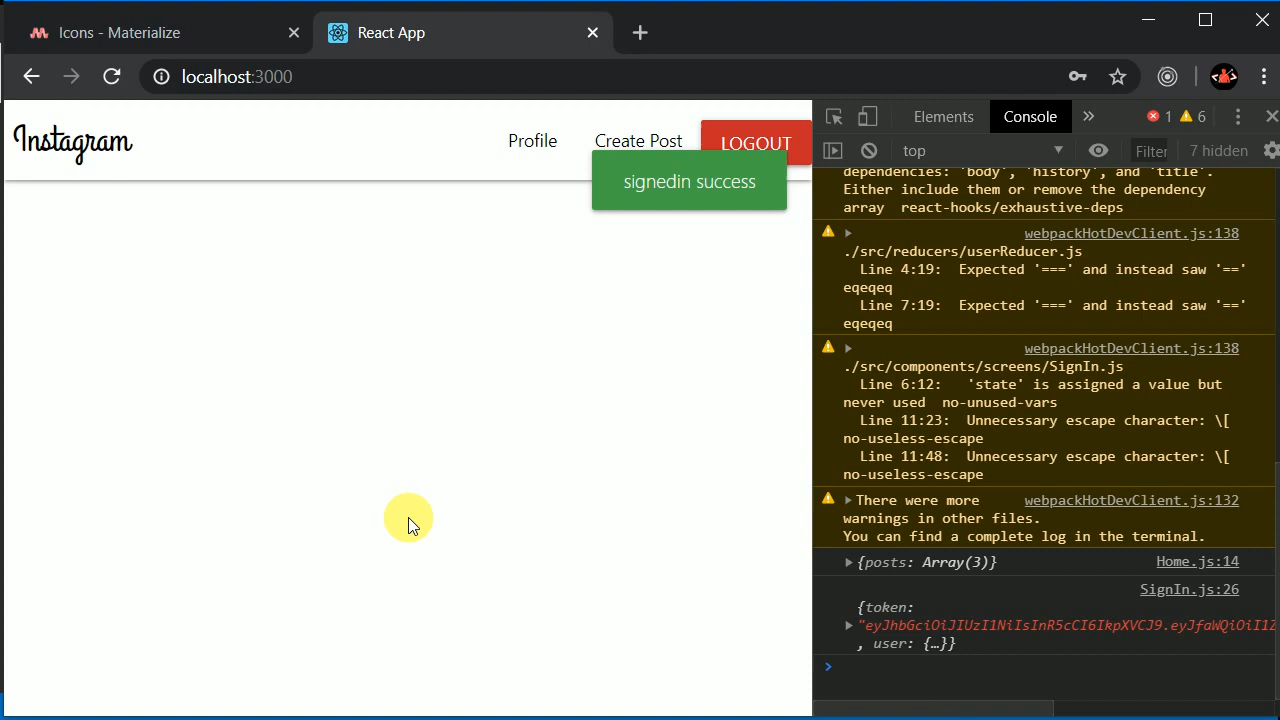 Icons - Materialize
React App
localhost:3000
Instagram
Profile
Create Post
LOGOUT
signedin success
Elements
Console
1
6
top
Filter
7 hidden
dependencies: 'body', 'history', and 'title'.
Either include them or remove the dependency
array react-hooks/exhaustive-deps
webpackHotDevClient.js:138
./src/reducers/userReducer.js
Line 4:19: Expected '===' and instead saw '=='
eqeqeq
Line 7:19: Expected '===' and instead saw '=='
eqeqeq
webpackHotDevClient.js:138
./src/components/screens/SignIn.js
Line 6:12: 'state' is assigned a value but
never used no-unused-vars
Line 11:23: Unnecessary escape character: \[
no-useless-escape
Line 11:48: Unnecessary escape character: \[
no-useless-escape
There were more webpackHotDevClient.js:132
warnings in other files.
You can find a complete log in the terminal.
{posts: Array(3)} Home.js:14
SignIn.js:26
{token:
"eyJhbGciOiJIUzI1NiIsInR5cCI6IkpXVCJ9.eyJfaWQiOiI1Z
, user: {…}}